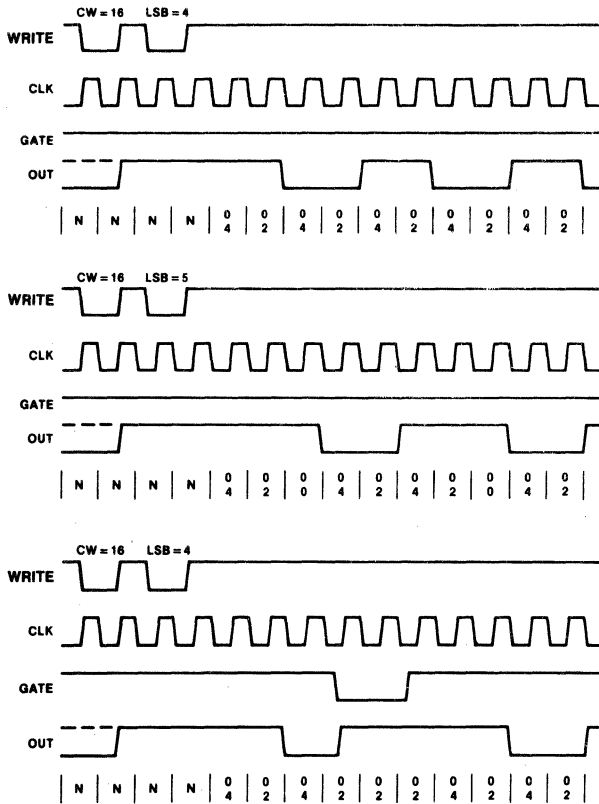 CW = 16 LSB = 4
WRITE
CLK
GATE
OUT
N N N N 0 0 0 0 0 0 0 0 0 0
4 2 4 2 4 2 4 2 4 2
CW = 16 LSB = 5
WRITE
CLK
GATE
OUT
N N N N 0 0 0 0 0 0 0 0 0 0
4 2 0 4 2 4 2 0 4 2
CW = 16 LSB = 4
WRITE
CLK
GATE
OUT
N N N N 0 0 0 0 0 0 0 0 0 0
4 2 4 2 2 2 4 2 4 2